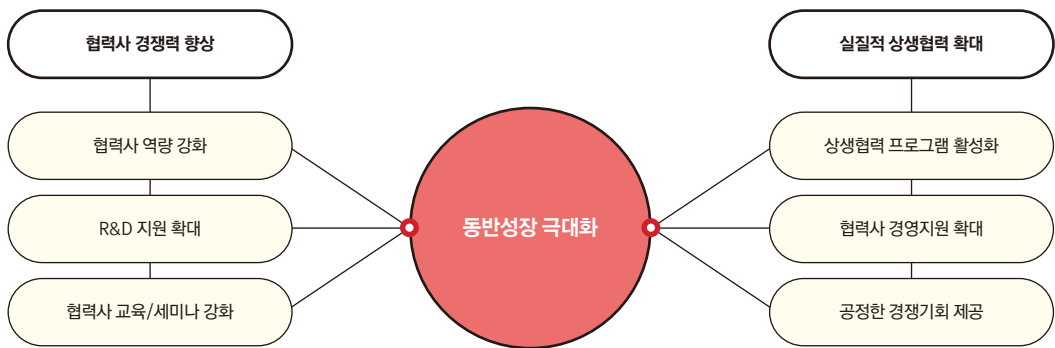 협력사 경쟁력 향상
협력사 역량 강화
R&D 지원 확대
협력사 교육/세미나 강화
동반성장 극대화
실질적 상생협력 확대
상생협력 프로그램 활성화
협력사 경영지원 확대
공정한 경쟁기회 제공